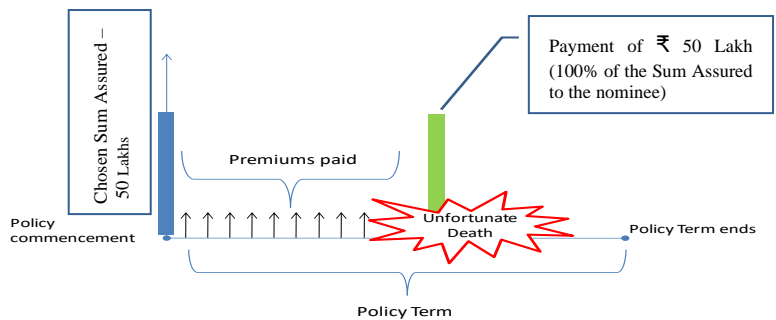 Chosen Sum Assured –
50 Lakhs
Payment of ₹ 50 Lakh
(100% of the Sum Assured
to the nominee)
Premiums paid
Policy
commencement
Unfortunate
Death
Policy Term ends
Policy Term